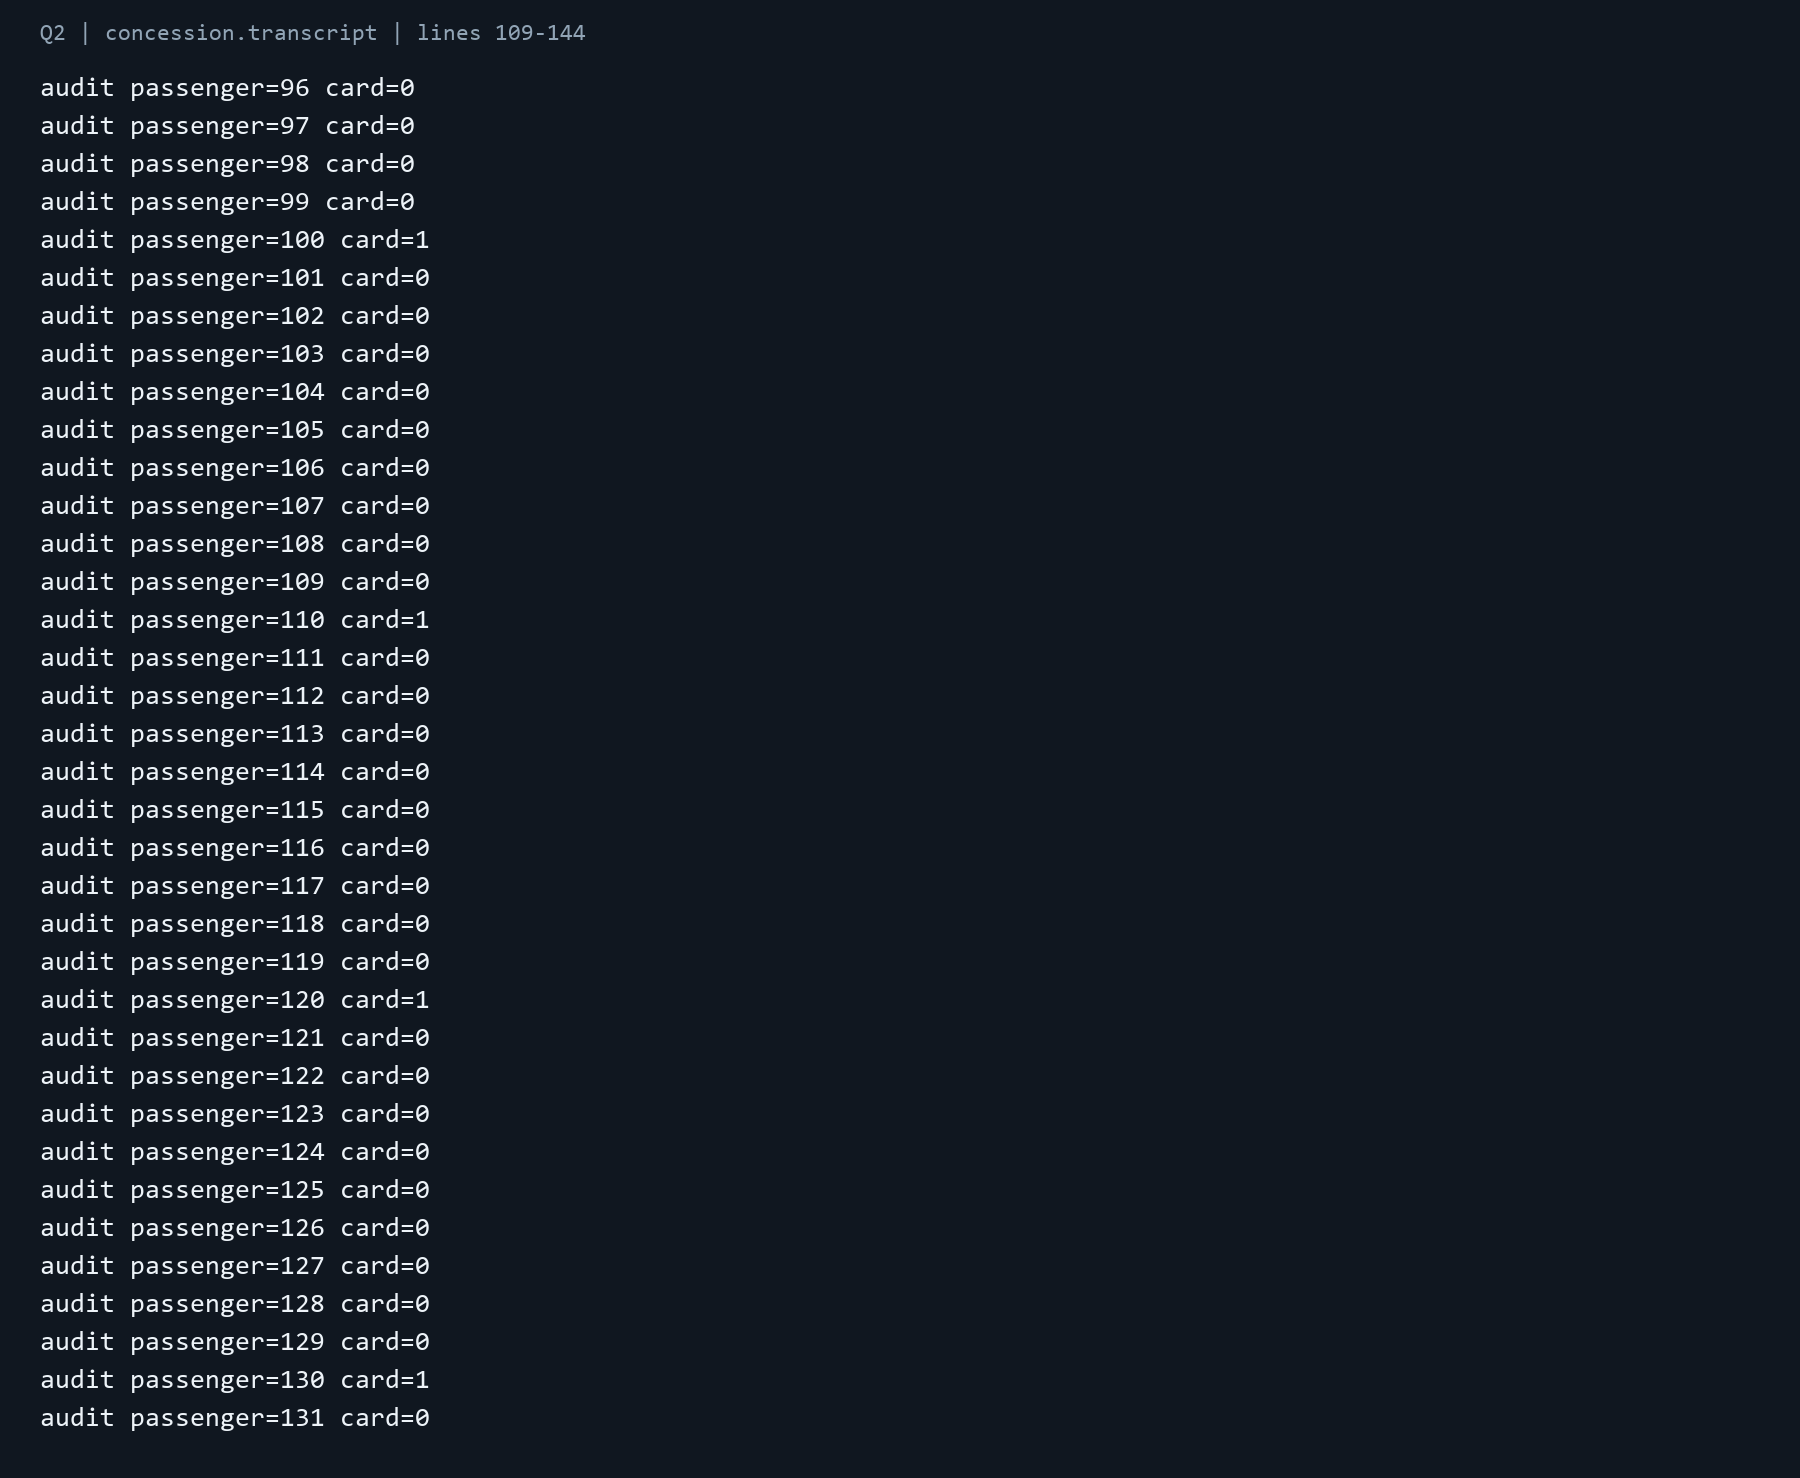 Q2 | concession.transcript | lines 109-144
audit passenger=96 card=0
audit passenger=97 card=0
audit passenger=98 card=0
audit passenger=99 card=0
audit passenger=100 card=1
audit passenger=101 card=0
audit passenger=102 card=0
audit passenger=103 card=0
audit passenger=104 card=0
audit passenger=105 card=0
audit passenger=106 card=0
audit passenger=107 card=0
audit passenger=108 card=0
audit passenger=109 card=0
audit passenger=110 card=1
audit passenger=111 card=0
audit passenger=112 card=0
audit passenger=113 card=0
audit passenger=114 card=0
audit passenger=115 card=0
audit passenger=116 card=0
audit passenger=117 card=0
audit passenger=118 card=0
audit passenger=119 card=0
audit passenger=120 card=1
audit passenger=121 card=0
audit passenger=122 card=0
audit passenger=123 card=0
audit passenger=124 card=0
audit passenger=125 card=0
audit passenger=126 card=0
audit passenger=127 card=0
audit passenger=128 card=0
audit passenger=129 card=0
audit passenger=130 card=1
audit passenger=131 card=0